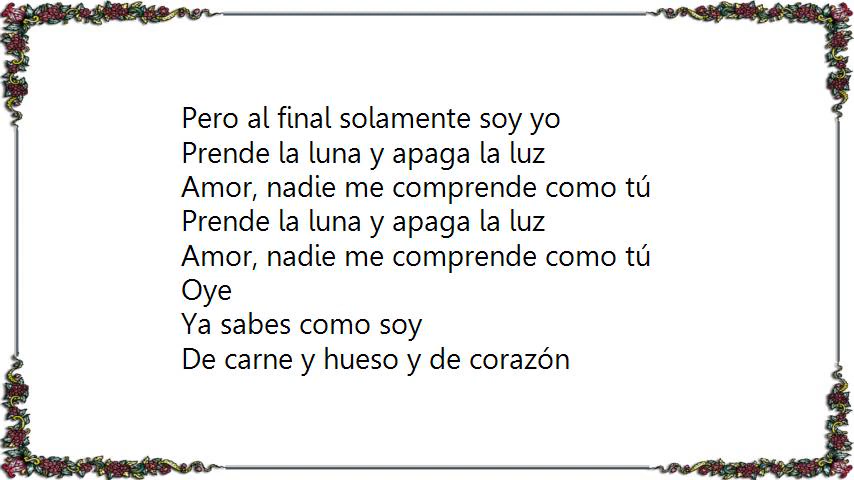 Pero al final solamente soy yo
Prende la luna y apaga la luz
Amor, nadie me comprende como tú
Prende la luna y apaga la luz
Amor, nadie me comprende como tú
Oye
Ya sabes como soy
De carne y hueso y de corazón